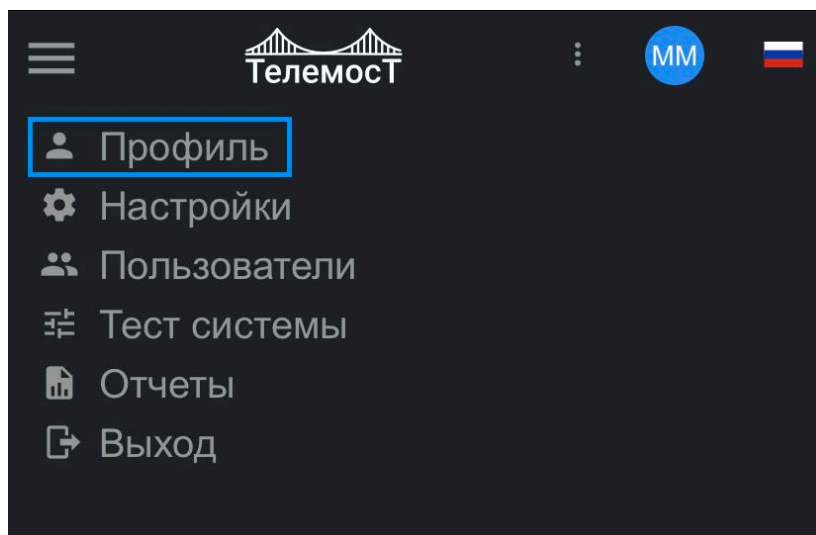 ТелемосТ
ММ
Профиль
Настройки
Пользователи
Тест системы
Отчеты
Выход